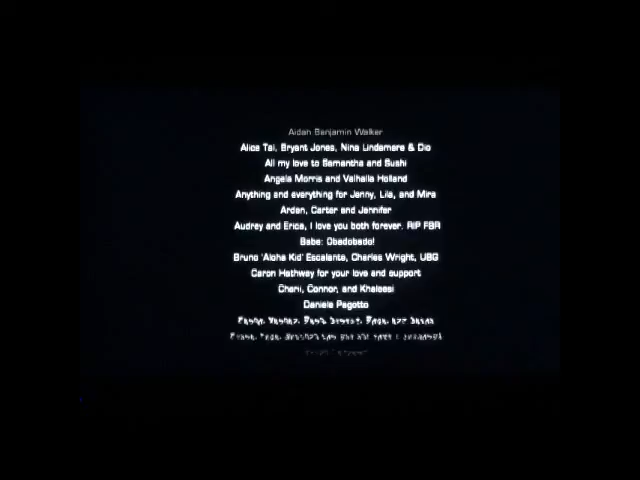 Aidan Benjamin Walker
Alice Tai, Bryant Jones, Nina Lindemere & Dio
All my love to Samantha and Sushi
Angela Morris and Valhalla Holland
Anything and everything for Jenny, Lila, and Mira
Ardan, Carter and Jennifer
Audrey and Erica, I love you both forever. RIP FBR
Babe: Obadobado!
Bruno 'Aloha Kid' Escalante, Charles Wright, UBG
Caron Hathway for your love and support
Cherii, Connor, and Khaleesi
Daniele Pagotto